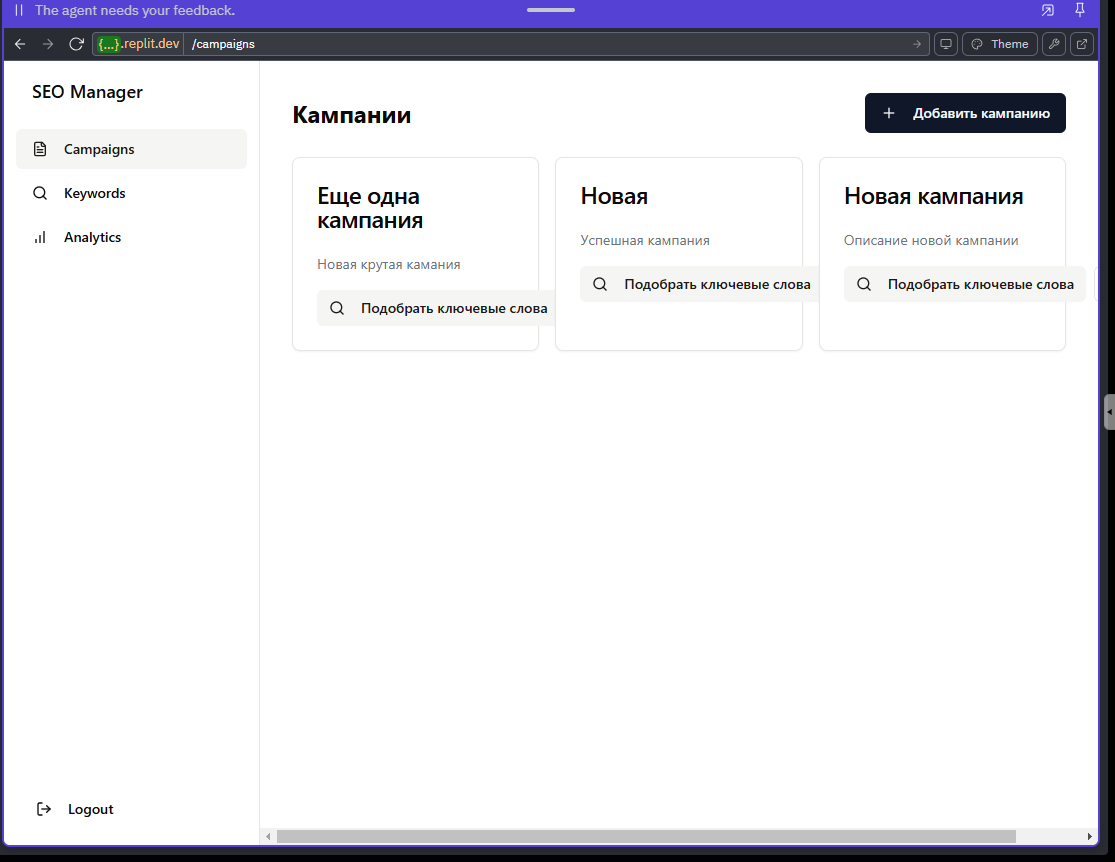 The agent needs your feedback.
{...}.replit.dev /campaigns
Theme
SEO Manager
Campaigns
Keywords
Analytics
Logout
Кампании
Добавить кампанию
Еще одна
кампания
Новая крутая камания
Подобрать ключевые слова
Новая
Успешная кампания
Подобрать ключевые слова
Новая кампания
Описание новой кампании
Подобрать ключевые слова